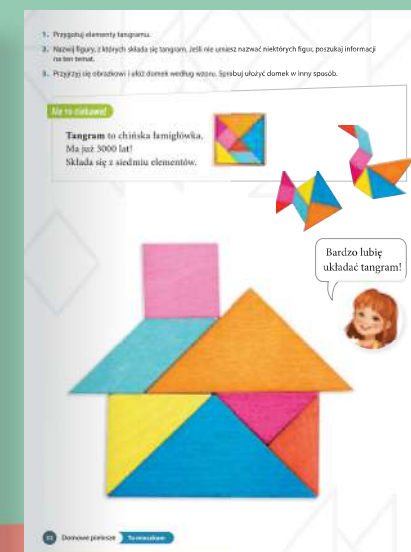 1. Przygotuj elementy tangramu.
2. Nazwij figury, z których składa się tangram. Jeśli nie umiesz nazwać niektórych figur, poszukaj informacji
na ten temat.
3. Przyjrzyj się obrazkowi i ułóż domek według wzoru. Spróbuj ułożyć domek w inny sposób.
Ale to ciekawe!
Tangram to chińska łamigłówka.
Ma już 3000 lat!
Składa się z siedmiu elementów.
Bardzo lubię
układać tangram!
Domowe pielesze Tu mieszkam